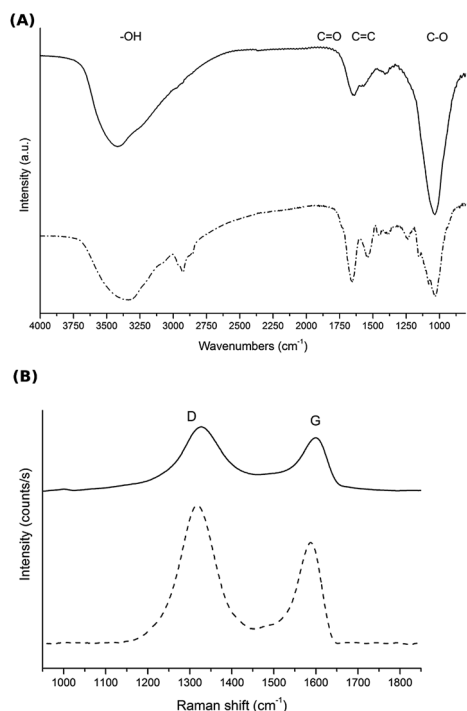 (A)
-OH C=O C=C C-O
Intensity (a.u.)
4000 3750 3500 3250 3000 2750 2500 2250 2000 1750 1500 1250 1000
Wavenumbers (cm-1)
(B)
D G
Intensity (counts/s)
1000 1100 1200 1300 1400 1500 1600 1700 1800
Raman shift (cm-1)